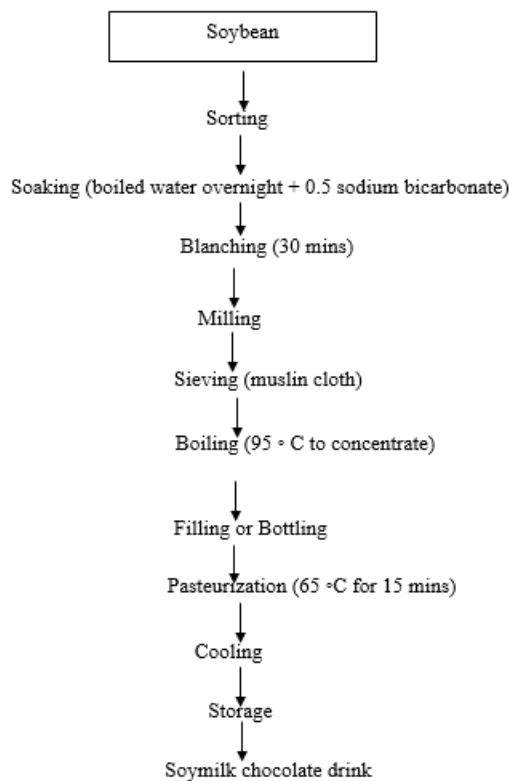 Soybean
Sorting
Soaking (boiled water overnight + 0.5 sodium bicarbonate)
Blanching (30 mins)
Milling
Sieving (muslin cloth)
Boiling (95 ◦ C to concentrate)
Filling or Bottling
Pasteurization (65 ◦C for 15 mins)
Cooling
Storage
Soymilk chocolate drink